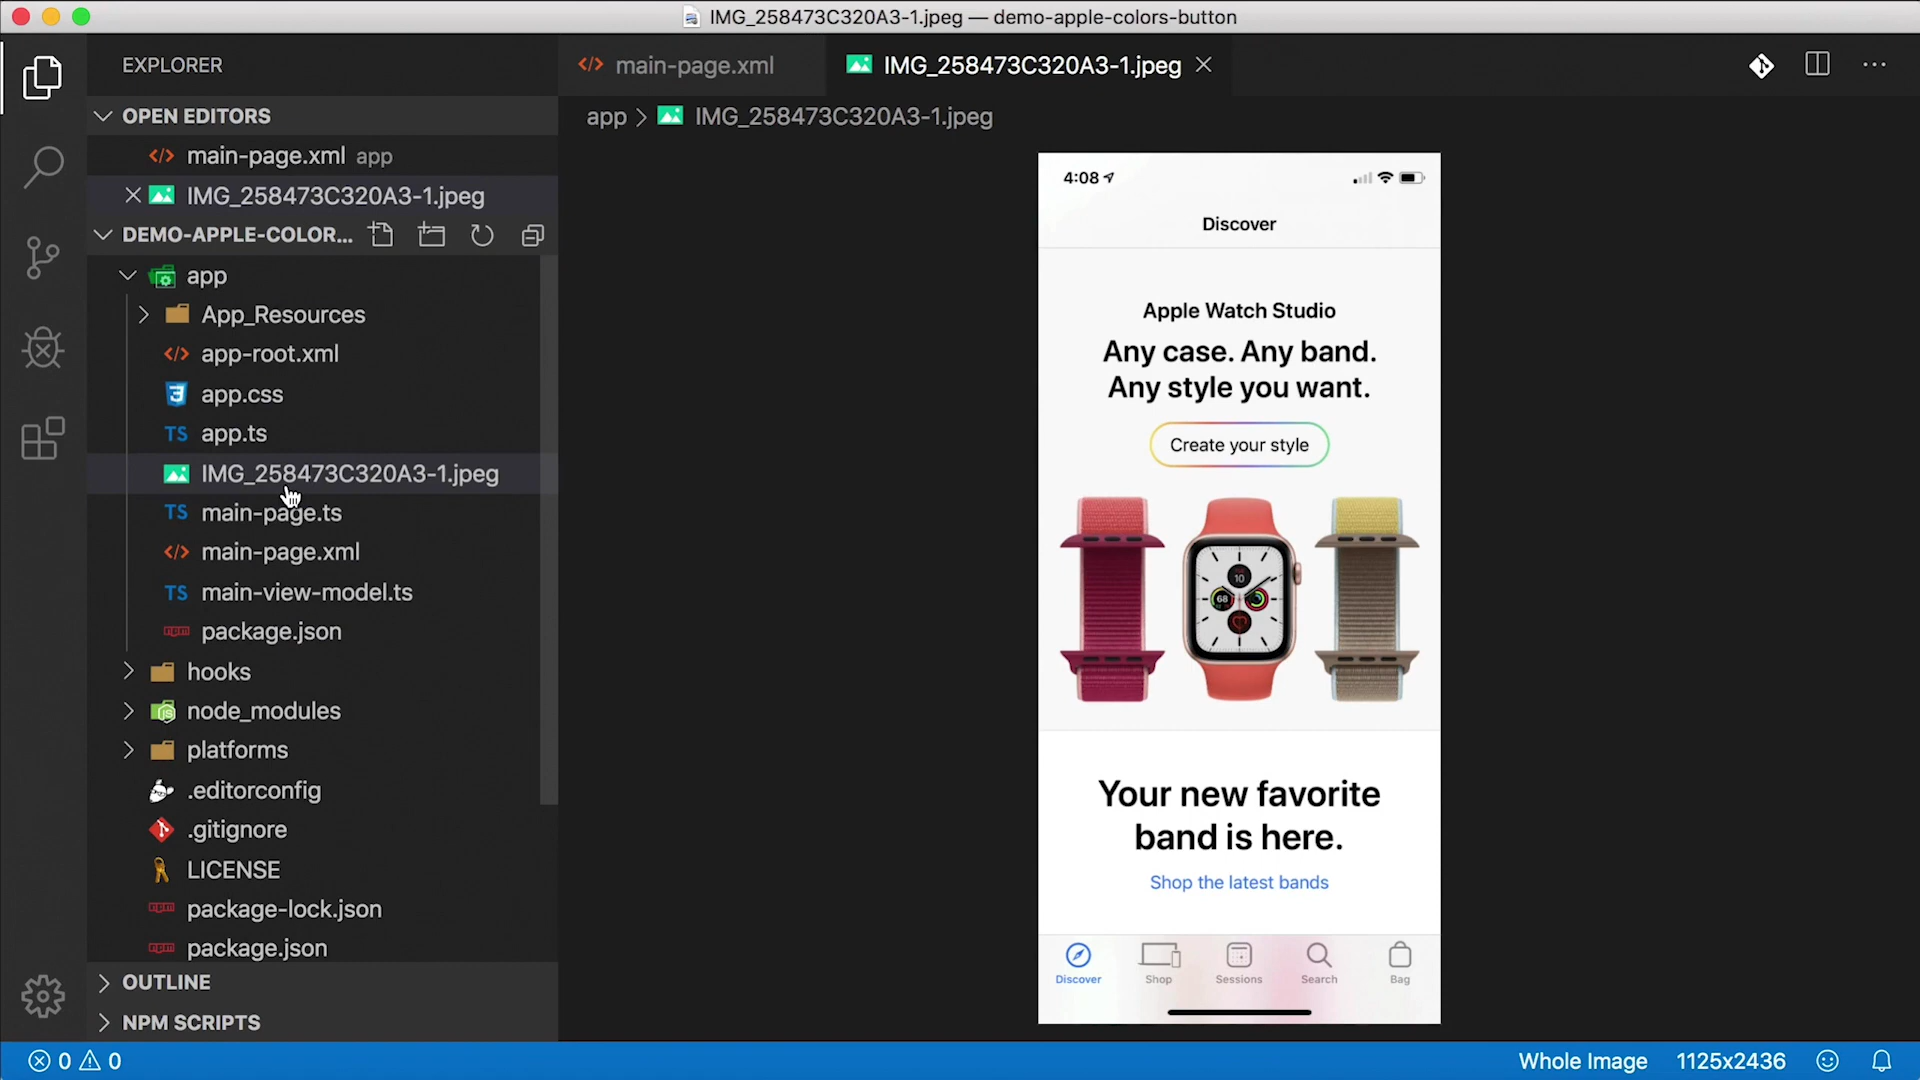 IMG_258473C320A3-1.jpeg — demo-apple-colors-button
EXPLORER
OPEN EDITORS
main-page.xml app
IMG_258473C320A3-1.jpeg
DEMO-APPLE-COLOR...
app
App_Resources
app-root.xml
app.css
TS app.ts
IMG_258473C320A3-1.jpeg
TS main-page.ts
main-page.xml
TS main-view-model.ts
package.json
hooks
node_modules
platforms
.editorconfig
.gitignore
LICENSE
package-lock.json
package.json
OUTLINE
NPM SCRIPTS
main-page.xml
IMG_258473C320A3-1.jpeg
app > IMG_258473C320A3-1.jpeg
4:08
Discover
Apple Watch Studio
Any case. Any band.
Any style you want.
Create your style
10
68
Your new favorite
band is here.
Shop the latest bands
Discover Shop Sessions Search Bag
0 0
Whole Image 1125x2436